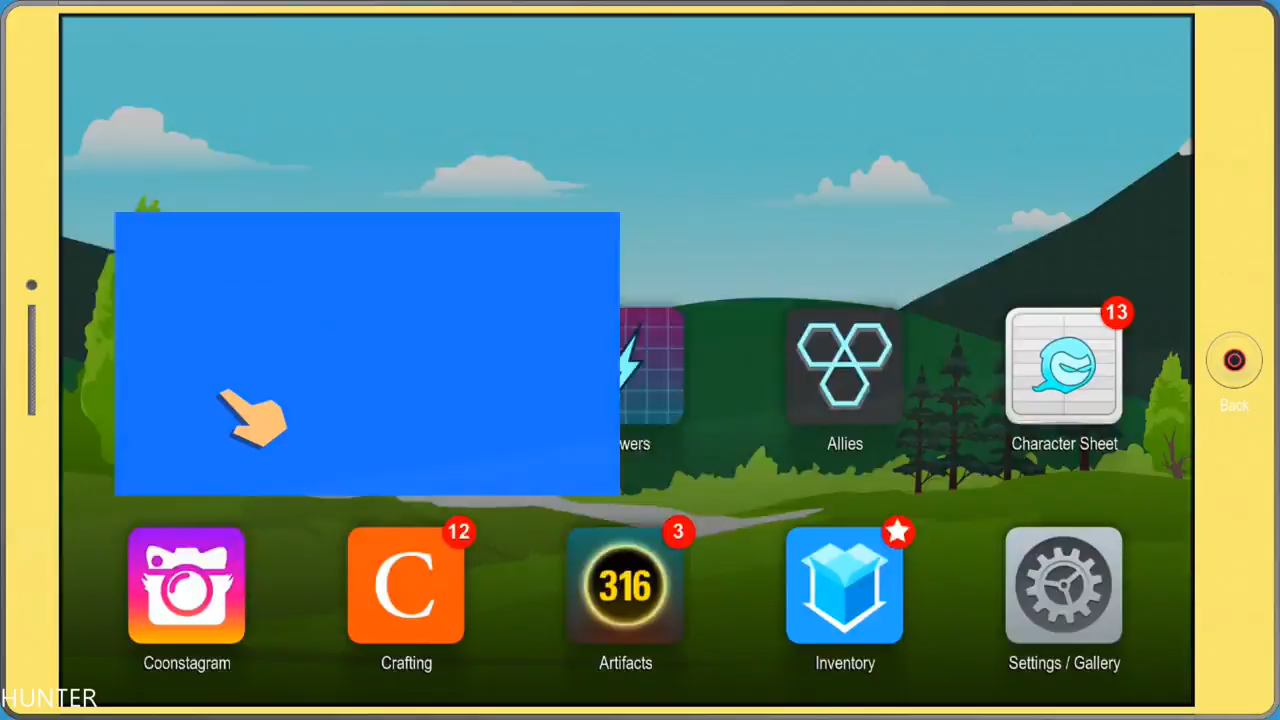 13
wers
Allies
Character Sheet
Back
12
3
C
316
Coonstagram
Crafting
Artifacts
Inventory
Settings / Gallery
HUNTER